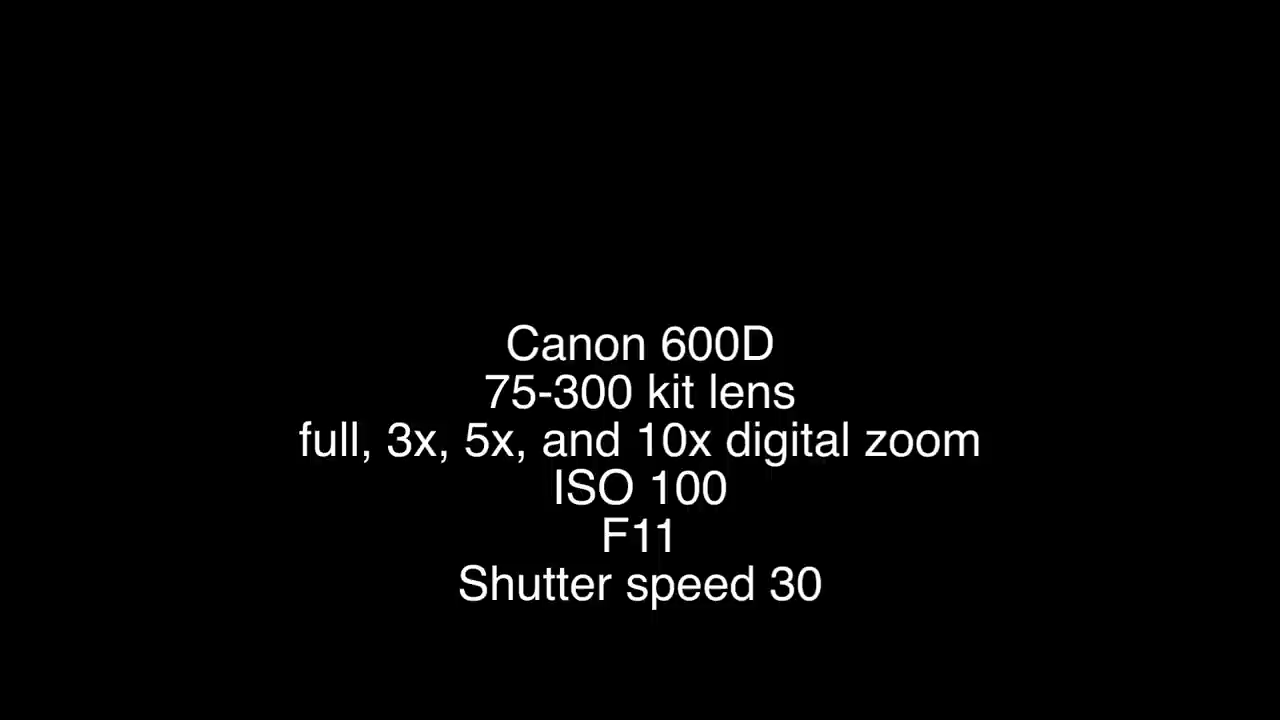 Canon 600D
75-300 kit lens
full, 3x, 5x, and 10x digital zoom
ISO 100
F11
Shutter speed 30